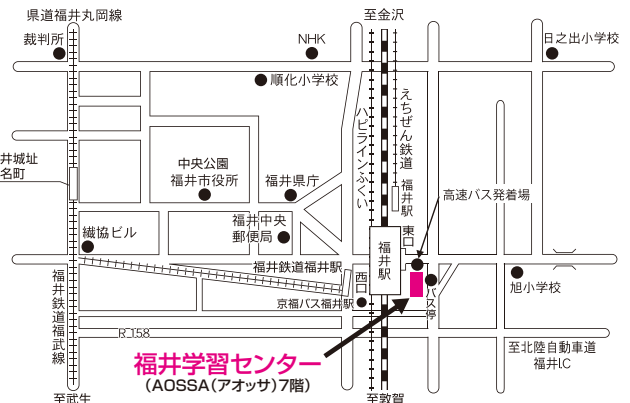 県道福井丸岡線
至金沢
裁判所
NHK
日之出小学校
順化小学校
えちぜん鉄道
福井駅
ハピラインふくい
井城址
名町
中央公園
福井市役所
福井県庁
高速バス発着場
福井中央
郵便局
東口
福井駅
繊協ビル
福井鉄道福井駅
西口
バス停
旭小学校
京福バス福井駅
福井鉄道福武線
R.158
福井学習センター
(AOSSA(アオッサ)7階)
至北陸自動車道
福井I.C
至武生
至敦賀